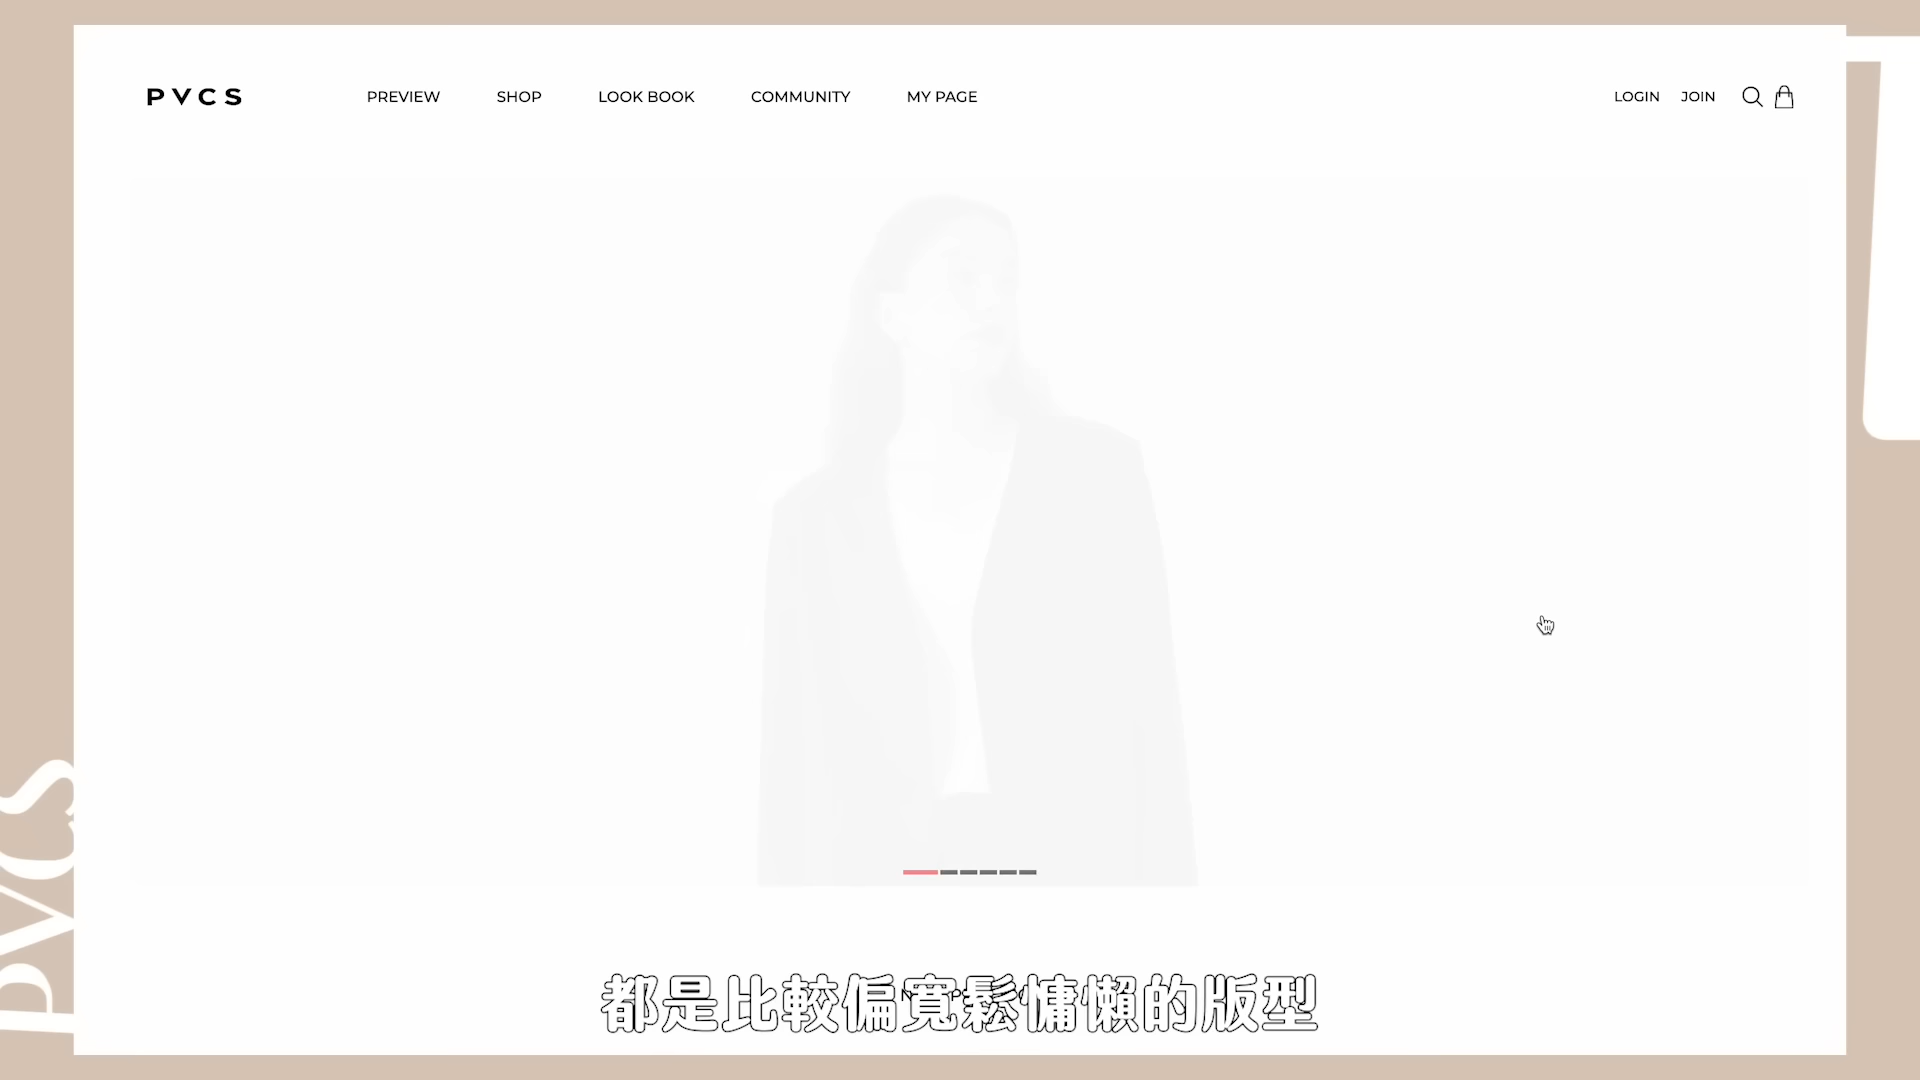 PVCS
PREVIEW
SHOP
LOOK BOOK
COMMUNITY
MY PAGE
LOGIN
JOIN
PVCS
都是比較偏寬鬆慵懶的版型